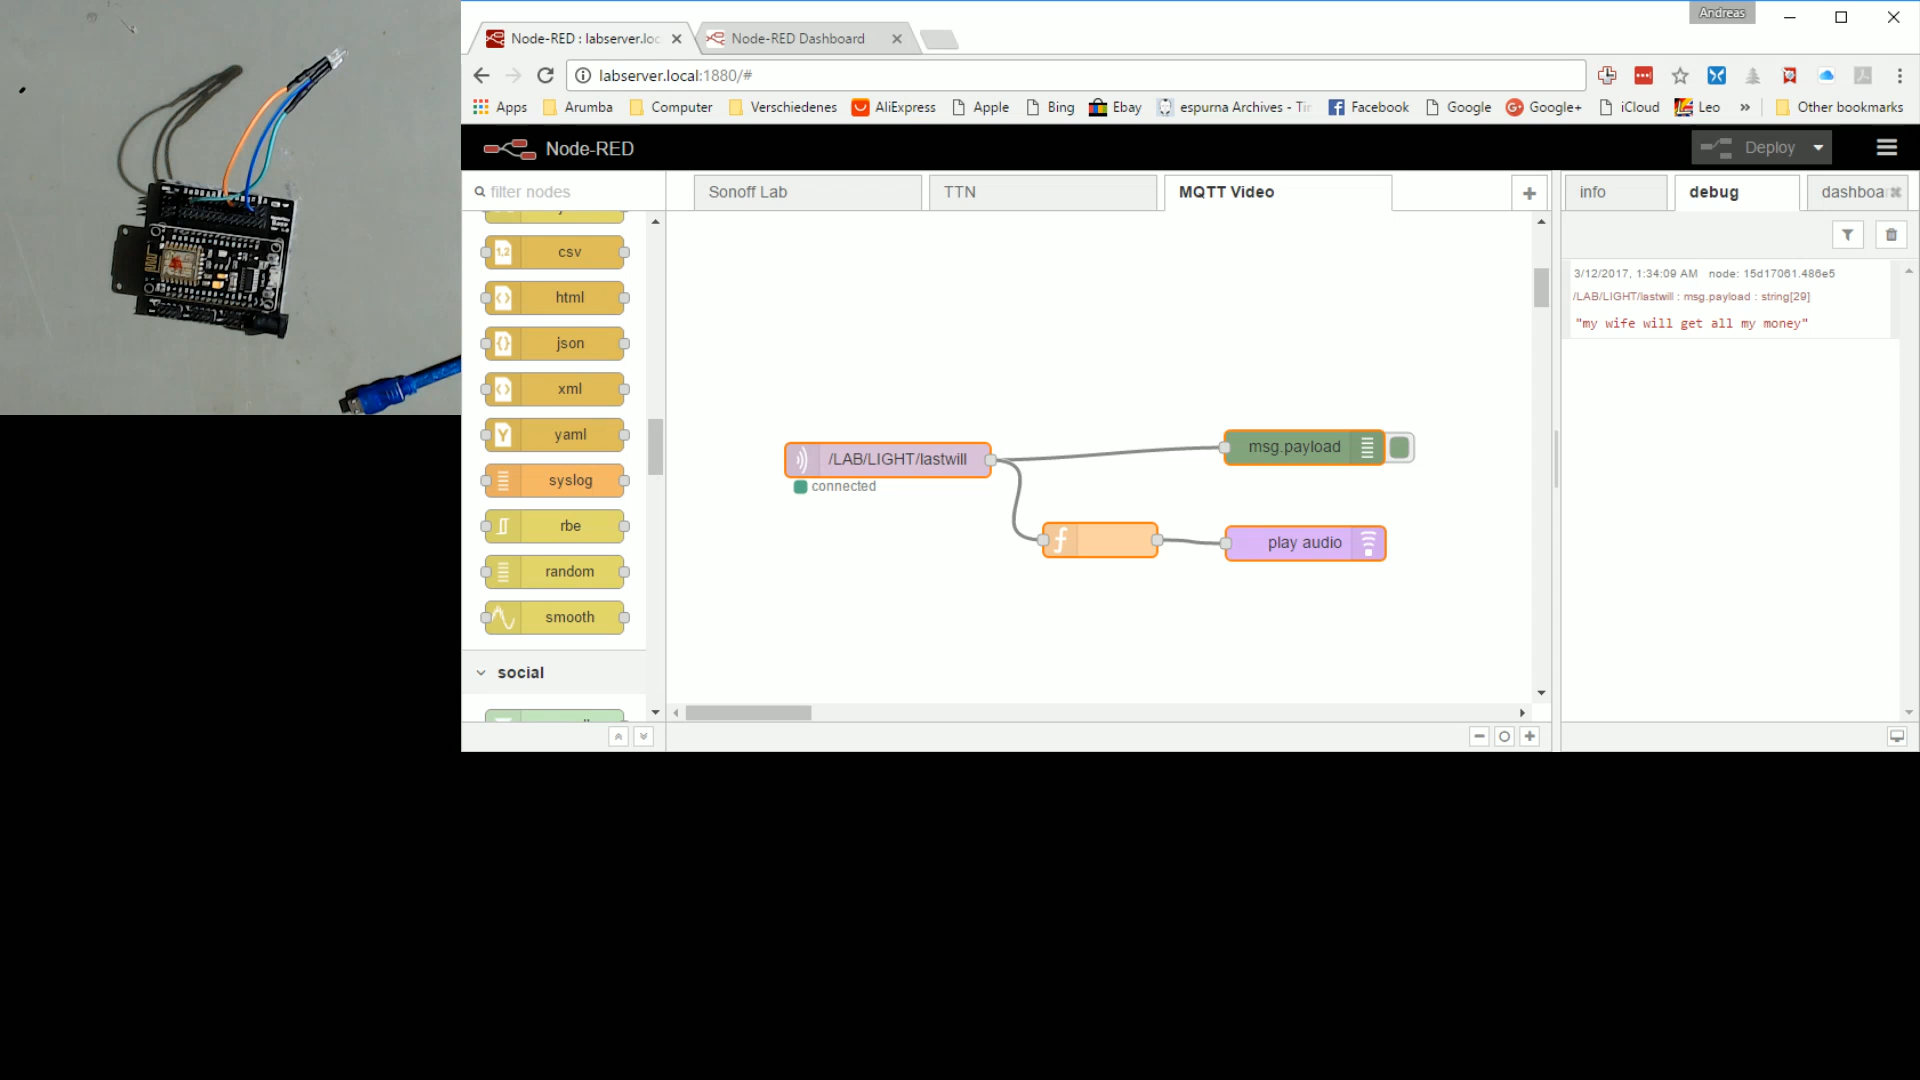 Andreas
Node-RED : labserver.loc
Node-RED Dashboard
labserver.local:1880/#
Apps
Arumba
Computer
Verschiedenes
AliExpress
Apple
Bing
Ebay
espurna Archives - Tin
Facebook
Google
Google+
iCloud
Leo
»
Other bookmarks
Node-RED
Deploy
filter nodes
Sonoff Lab
TTN
MQTT Video
info
debug
dashboa
csv
html
json
xml
yaml
syslog
rbe
random
smooth
social
/LAB/LIGHT/lastwill
connected
msg.payload
f
play audio
3/12/2017, 1:34:09 AM node: 15d17061.486e5
/LAB/LIGHT/lastwill : msg.payload : string[29]
"my wife will get all my money"